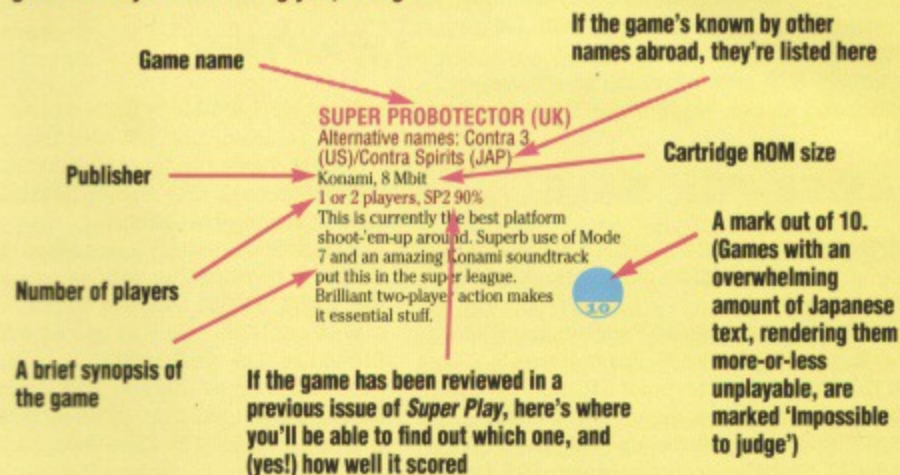 If the game's known by other
names abroad, they're listed here
Game name
SUPER PROBOTECTOR (UK)
Alternative names: Contra 3
(US)/Contra Spirits (JAP)
Cartridge ROM size
Publisher
Konami, 8 Mbit
1 or 2 players, SP2 90%
This is currently the best platform
shoot-'em-up around. Superb use of Mode
7 and an amazing Konami soundtrack
put this in the super league.
Brilliant two-player action makes
it essential stuff.
10
A mark out of 10.
(Games with an
overwhelming
amount of Japanese
text, rendering them
more-or-less
unplayable, are
marked 'Impossible
to judge')
Number of players
A brief synopsis of
the game
If the game has been reviewed in a
previous issue of Super Play, here's where
you'll be able to find out which one, and
(yes!) how well it scored